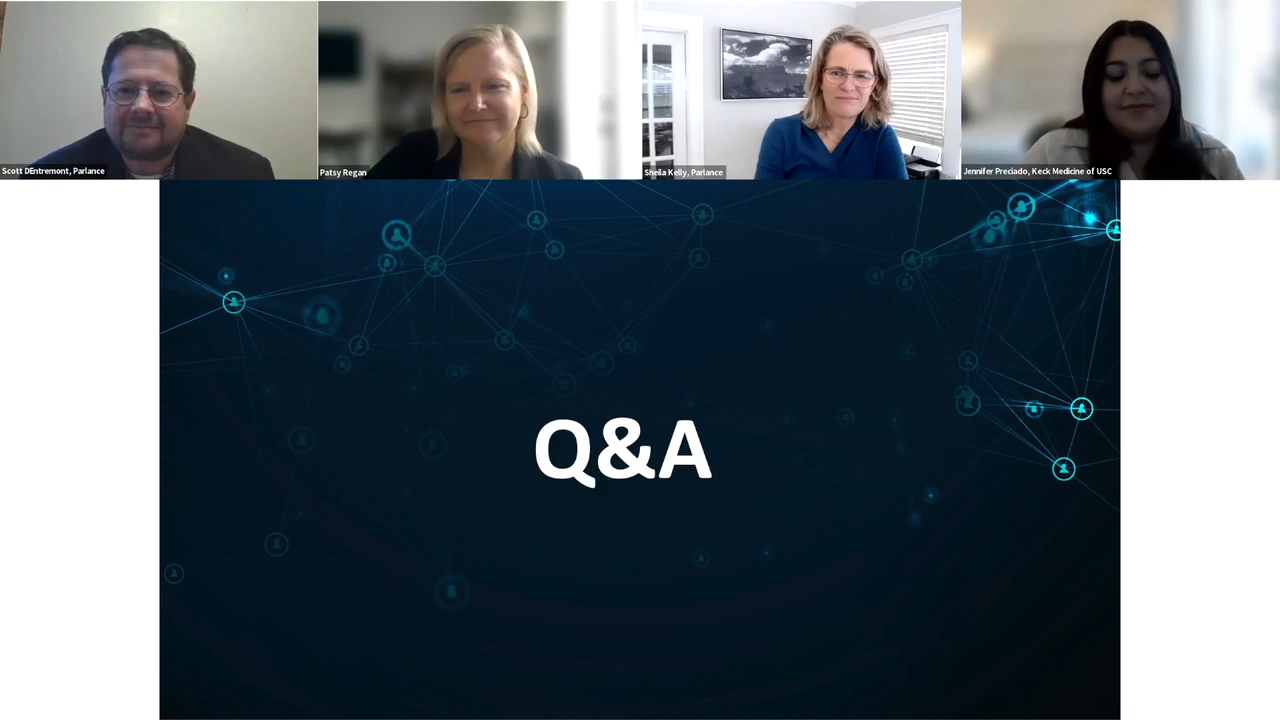 Scott DEntremont, Parlance
Patsy Regan
Sheila Kelly, Parlance
Jennifer Preciado, Keck Medicine of USC
Q&A